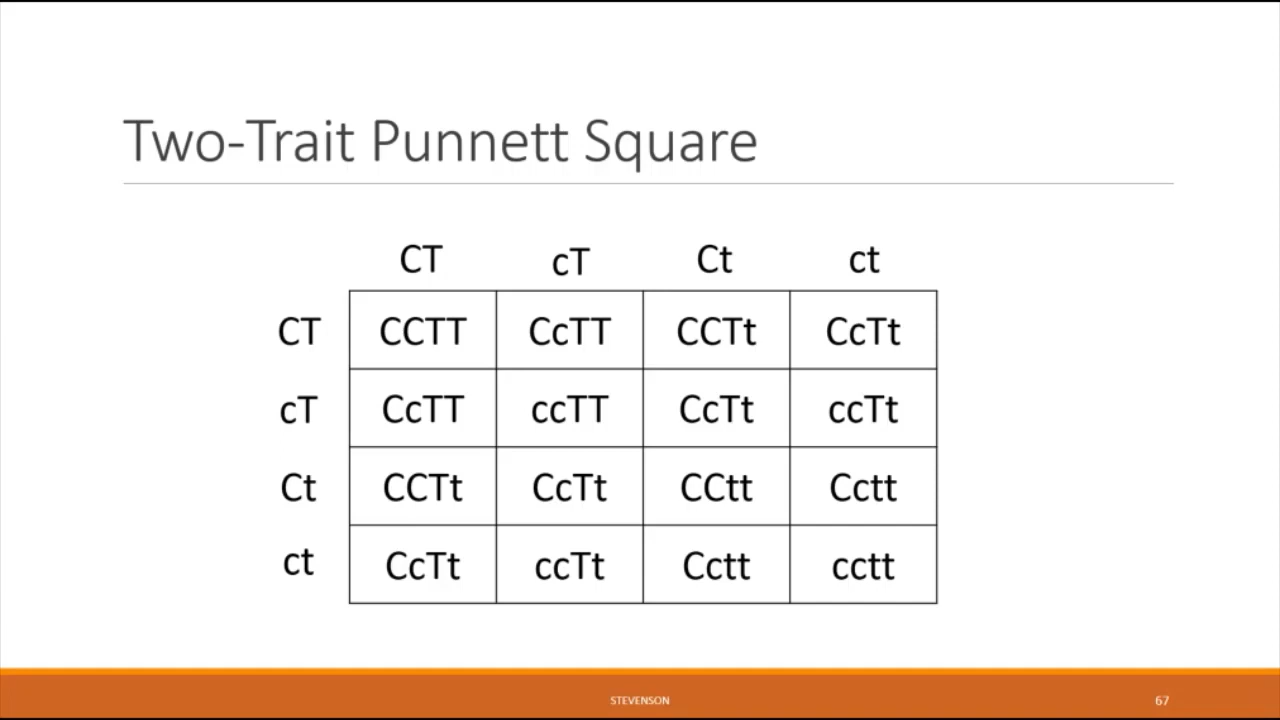 Two-Trait Punnett Square
CT cT Ct ct
CT CCTT CcTT CCTt CcTt
cT CcTT ccTT CcTt ccTt
Ct CCTt CcTt CCtt Cctt
ct CcTt ccTt Cctt cctt
STEVENSON 67